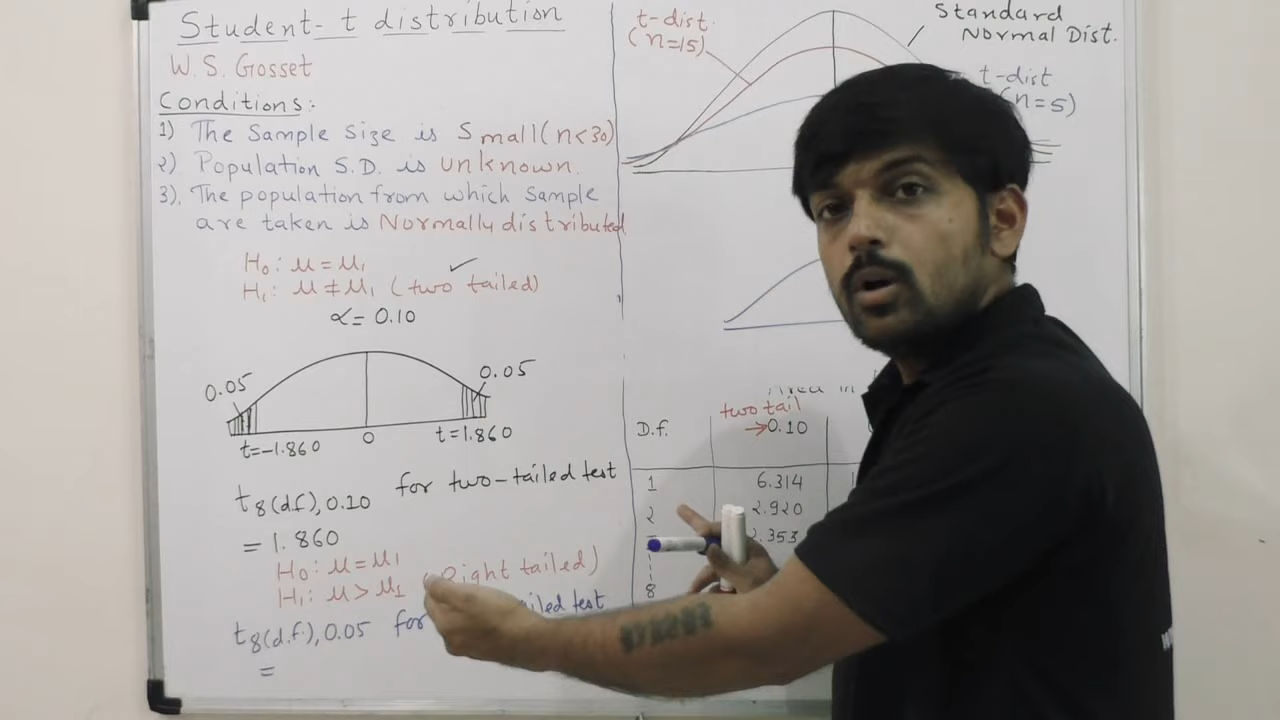 Student-t distribution
W. S. Gosset
Conditions:
1) The Sample Size is Small (n<30)
2) Population S.D. is unknown.
3). The population from which sample
are taken is Normally distributed
H₀: μ = μ₁
H₁: μ ≠ μ₁ (two tailed)
α = 0.10
0.05
0.05
t=-1.860
0
t=1.860
t8(d.f), 0.10 for two-tailed test
= 1.860
H₀: μ = μ₁
H₁: μ > μ₁ (Right tailed)
t8(d.f.), 0.05 for test
=
t-dist.
(n=15)
Standard
Normal Dist.
t-dist
(n=5)
Area in
two tail
D.f. →0.10
1 6.314
2 2.920
2.353
8